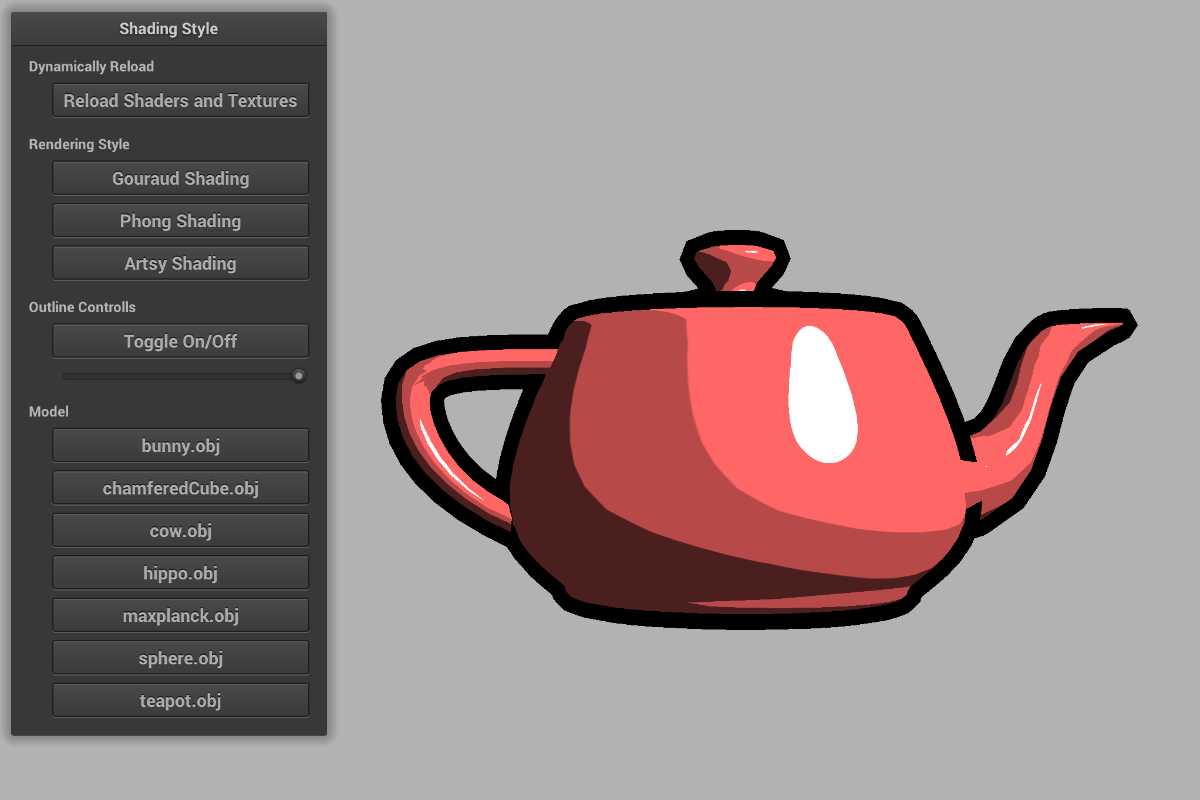 Shading Style
Dynamically Reload
Reload Shaders and Textures
Rendering Style
Gouraud Shading
Phong Shading
Artsy Shading
Outline Controlls
Toggle On/Off
Model
bunny.obj
chamferedCube.obj
cow.obj
hippo.obj
maxplanck.obj
sphere.obj
teapot.obj